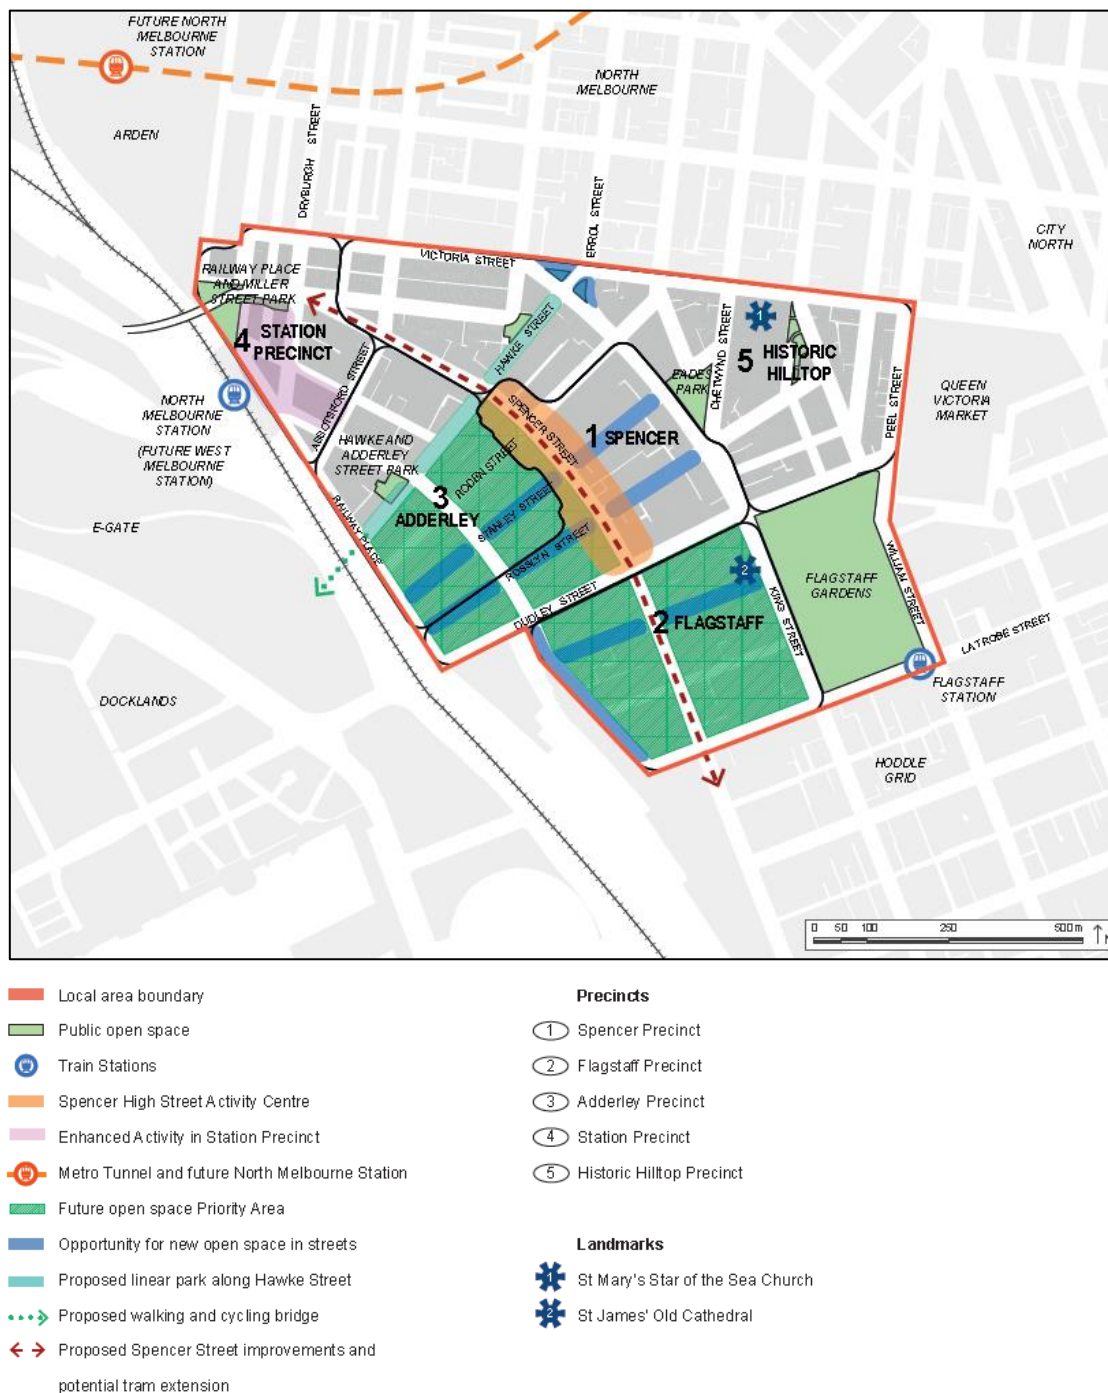 FUTURE NORTH
MELBOURNE
STATION
NORTH
MELBOURNE
ARDEN
DRYBURGH STREET
ERROL STREET
CITY
NORTH
VICTORIA STREET
RAILWAY PLACE
AND MILLER
STREET PARK
4 STATION
PRECINCT
HAWKE STREET
CHETWYND STREET
1
5 HISTORIC
HILLTOP
EADES
PARK
PEEL STREET
QUEEN
VICTORIA
MARKET
ABBOTSFORD STREET
SPENCER STREET
1 SPENCER
NORTH
MELBOURNE
STATION
(FUTURE WEST
MELBOURNE
STATION)
HAWKE AND
ADDERLEY
STREET PARK
RODEN STREET
3
ADDERLEY
STANLEY STREET
E-GATE
RAILWAY PLACE
ROSSLYN STREET
DUDLEY STREET
2
2 FLAGSTAFF
KING STREET
FLAGSTAFF
GARDENS
WILLIAM STREET
LATROBE STREET
FLAGSTAFF
STATION
DOCKLANDS
HODDLE
GRID
0 50 100 250 500 m
N
Local area boundary
Public open space
Train Stations
Spencer High Street Activity Centre
Enhanced Activity in Station Precinct
Metro Tunnel and future North Melbourne Station
Future open space Priority Area
Opportunity for new open space in streets
Proposed linear park along Hawke Street
Proposed walking and cycling bridge
Proposed Spencer Street improvements and
potential tram extension
Precincts
1 Spencer Precinct
2 Flagstaff Precinct
3 Adderley Precinct
4 Station Precinct
5 Historic Hilltop Precinct
Landmarks
1 St Mary's Star of the Sea Church
2 St James' Old Cathedral